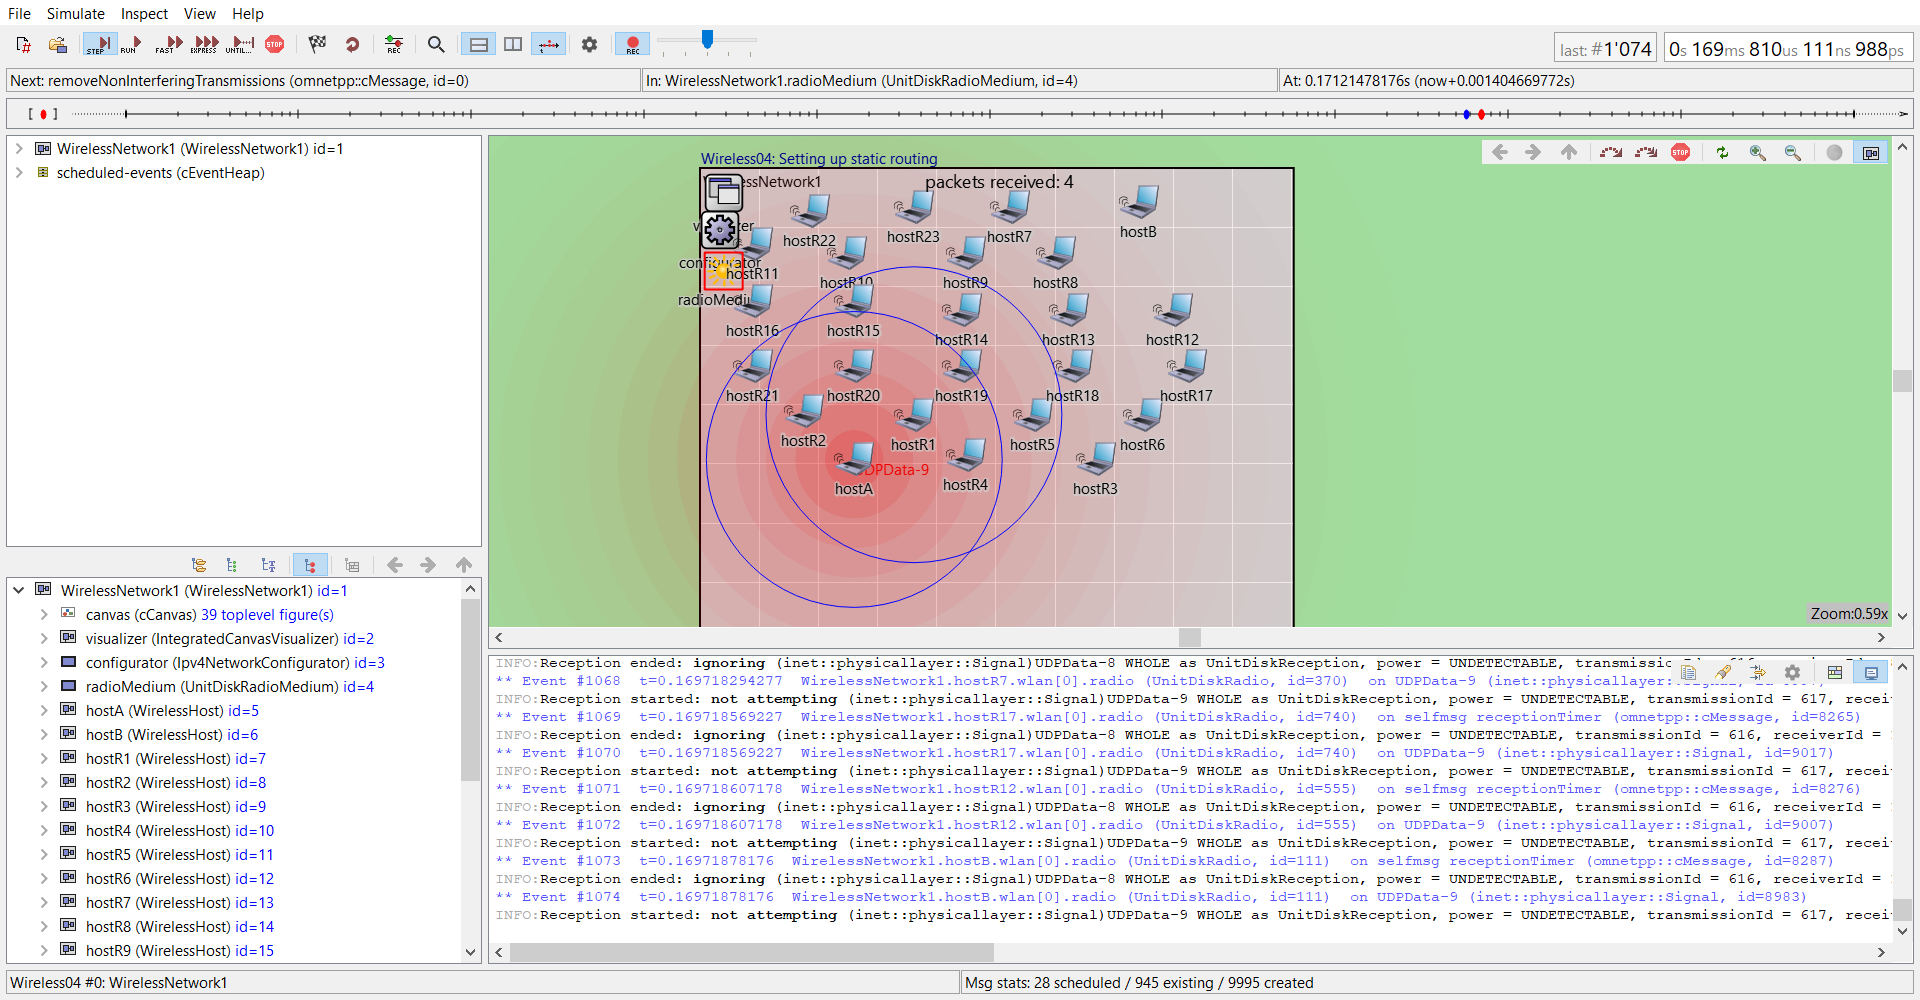 File Simulate Inspect View Help
STEP RUN FAST EXPRESS UNTIL... STOP REC REC last: #1'074 0s 169ms 810us 111ns 988ps
Next: removeNonInterferingTransmissions (omnetpp::cMessage, id=0) In: WirelessNetwork1.radioMedium (UnitDiskRadioMedium, id=4) At: 0.17121478176s (now+0.001404669772s)
WirelessNetwork1 (WirelessNetwork1) id=1
scheduled-events (cEventHeap)
WirelessNetwork1 (WirelessNetwork1) id=1
canvas (cCanvas) 39 toplevel figure(s)
visualizer (IntegratedCanvasVisualizer) id=2
configurator (Ipv4NetworkConfigurator) id=3
radioMedium (UnitDiskRadioMedium) id=4
hostA (WirelessHost) id=5
hostB (WirelessHost) id=6
hostR1 (WirelessHost) id=7
hostR2 (WirelessHost) id=8
hostR3 (WirelessHost) id=9
hostR4 (WirelessHost) id=10
hostR5 (WirelessHost) id=11
hostR6 (WirelessHost) id=12
hostR7 (WirelessHost) id=13
hostR8 (WirelessHost) id=14
hostR9 (WirelessHost) id=15
Wireless04: Setting up static routing
STOP
packets received: 4
hostB
hostR22 hostR23 hostR7
configurator
hostR11 hostR10 hostR9 hostR8
hostR16 hostR15 hostR14 hostR13 hostR12
hostR21 hostR20 hostR19 hostR18 hostR17
hostR2 hostR1 hostR5 hostR6
DPData-9
hostA hostR4 hostR3
Zoom:0.59x
INFO:Reception ended: ignoring (inet::physicallayer::Signal)UDPData-8 WHOLE as UnitDiskReception, power = UNDETECTABLE,
** Event #1068 t=0.169718294277 WirelessNetwork1.hostR7.wlan[0].radio (UnitDiskRadio, id=370) on UDPData-9
INFO:Reception started: not attempting (inet::physicallayer::Signal)UDPData-9 WHOLE as UnitDiskReception, power = UNDETECTABLE, transmissionId = 617, recei
** Event #1069 t=0.169718569227 WirelessNetwork1.hostR17.wlan[0].radio (UnitDiskRadio, id=740) on selfmsg receptionTimer (omnetpp::cMessage, id=8265)
INFO:Reception ended: ignoring (inet::physicallayer::Signal)UDPData-8 WHOLE as UnitDiskReception, power = UNDETECTABLE, transmissionId = 616, receiverId =
** Event #1070 t=0.169718569227 WirelessNetwork1.hostR17.wlan[0].radio (UnitDiskRadio, id=740) on UDPData-9 (inet::physicallayer::Signal, id=9017)
INFO:Reception started: not attempting (inet::physicallayer::Signal)UDPData-9 WHOLE as UnitDiskReception, power = UNDETECTABLE, transmissionId = 617, recei
** Event #1071 t=0.169718607178 WirelessNetwork1.hostR12.wlan[0].radio (UnitDiskRadio, id=555) on selfmsg receptionTimer (omnetpp::cMessage, id=8276)
INFO:Reception ended: ignoring (inet::physicallayer::Signal)UDPData-8 WHOLE as UnitDiskReception, power = UNDETECTABLE, transmissionId = 616, receiverId =
** Event #1072 t=0.169718607178 WirelessNetwork1.hostR12.wlan[0].radio (UnitDiskRadio, id=555) on UDPData-9 (inet::physicallayer::Signal, id=9007)
INFO:Reception started: not attempting (inet::physicallayer::Signal)UDPData-9 WHOLE as UnitDiskReception, power = UNDETECTABLE, transmissionId = 617, recei
** Event #1073 t=0.16971878176 WirelessNetwork1.hostB.wlan[0].radio (UnitDiskRadio, id=111) on selfmsg receptionTimer (omnetpp::cMessage, id=8287)
INFO:Reception ended: ignoring (inet::physicallayer::Signal)UDPData-8 WHOLE as UnitDiskReception, power = UNDETECTABLE, transmissionId = 616, receiverId =
** Event #1074 t=0.16971878176 WirelessNetwork1.hostB.wlan[0].radio (UnitDiskRadio, id=111) on UDPData-9 (inet::physicallayer::Signal, id=8983)
INFO:Reception started: not attempting (inet::physicallayer::Signal)UDPData-9 WHOLE as UnitDiskReception, power = UNDETECTABLE, transmissionId = 617, recei
Wireless04 #0: WirelessNetwork1 Msg stats: 28 scheduled / 945 existing / 9995 created